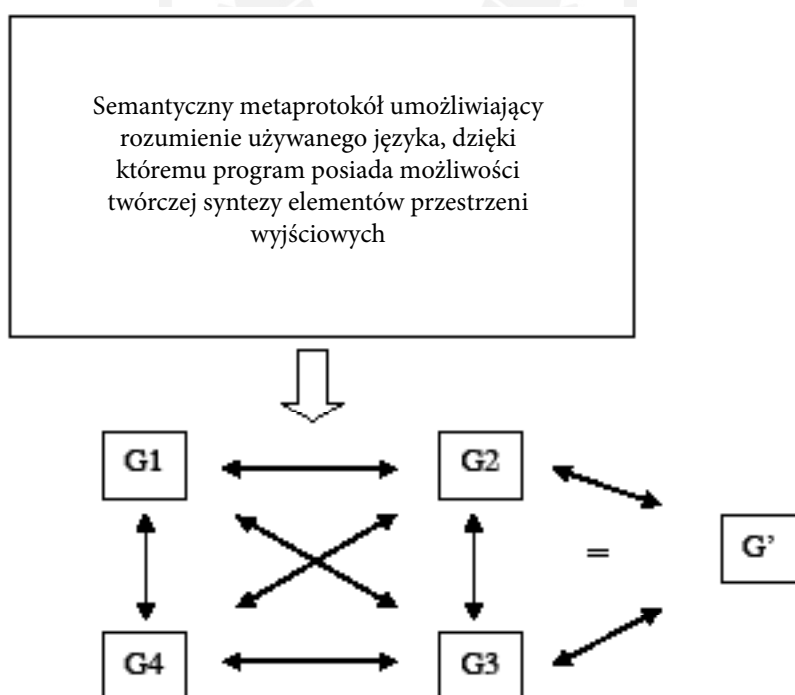 Semantyczny metaprotokół umożliwiający
rozumienie używanego języka, dzięki
któremu program posiada możliwości
twórczej syntezy elementów przestrzeni
wyjściowych
G1 G2
= G’
G4 G3